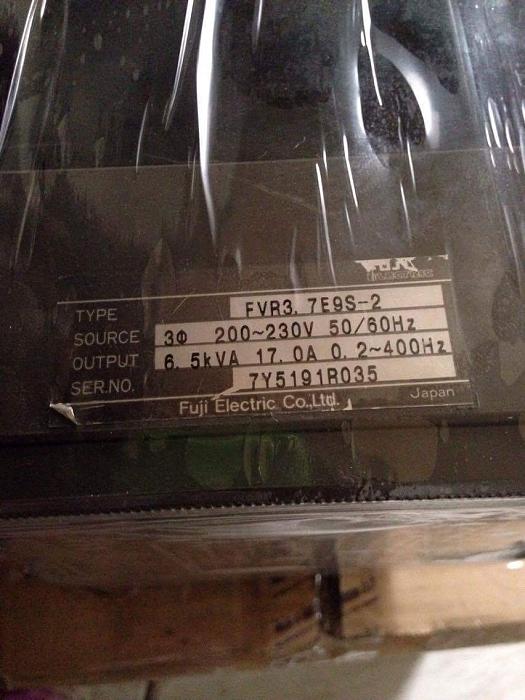 TYPE FVR3. 7E9S-2
SOURCE 3Φ 200~230V 50/60Hz
OUTPUT 6. 5kVA 17. 0A 0. 2~400Hz
SER.NO. 7Y5191R035
Fuji Electric Co.,Ltd. Japan